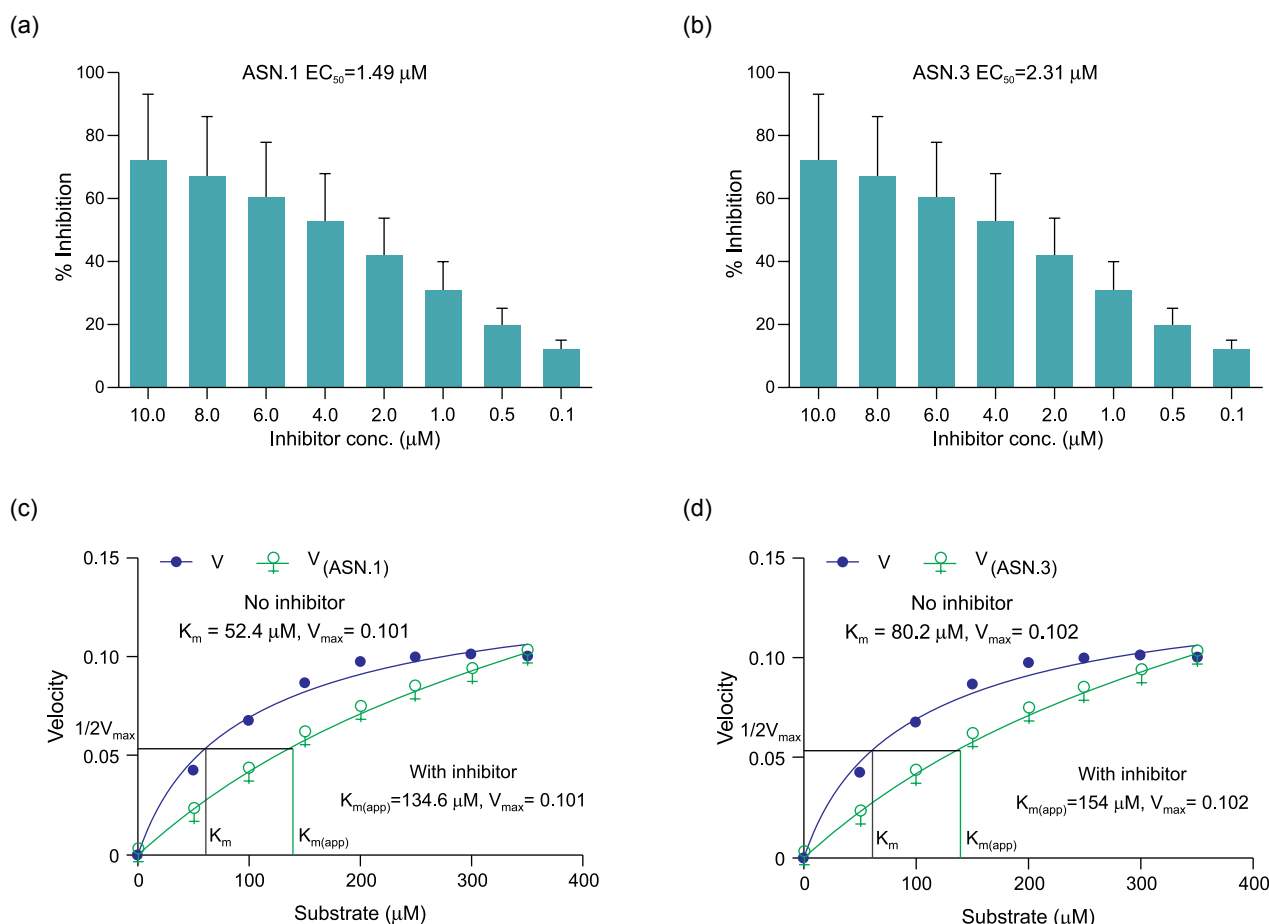 (a)
ASN.1 EC50=1.49 μM
% Inhibition
100
80
60
40
20
0
10.0 8.0 6.0 4.0 2.0 1.0 0.5 0.1
Inhibitor conc. (μM)
(b)
ASN.3 EC50=2.31 μM
% Inhibition
100
80
60
40
20
0
10.0 8.0 6.0 4.0 2.0 1.0 0.5 0.1
Inhibitor conc. (μM)
(c)
V V(ASN.1)
No inhibitor
Km = 52.4 μM, Vmax= 0.101
Velocity
0.15
0.10
1/2Vmax
0.05
0
With inhibitor
Km(app)=134.6 μM, Vmax= 0.101
Km Km(app)
0 100 200 300 400
Substrate (μM)
(d)
V V(ASN.3)
No inhibitor
Km = 80.2 μM, Vmax= 0.102
Velocity
0.15
0.10
1/2Vmax
0.05
0
With inhibitor
Km(app)=154 μM, Vmax= 0.102
Km Km(app)
0 100 200 300 400
Substrate (μM)